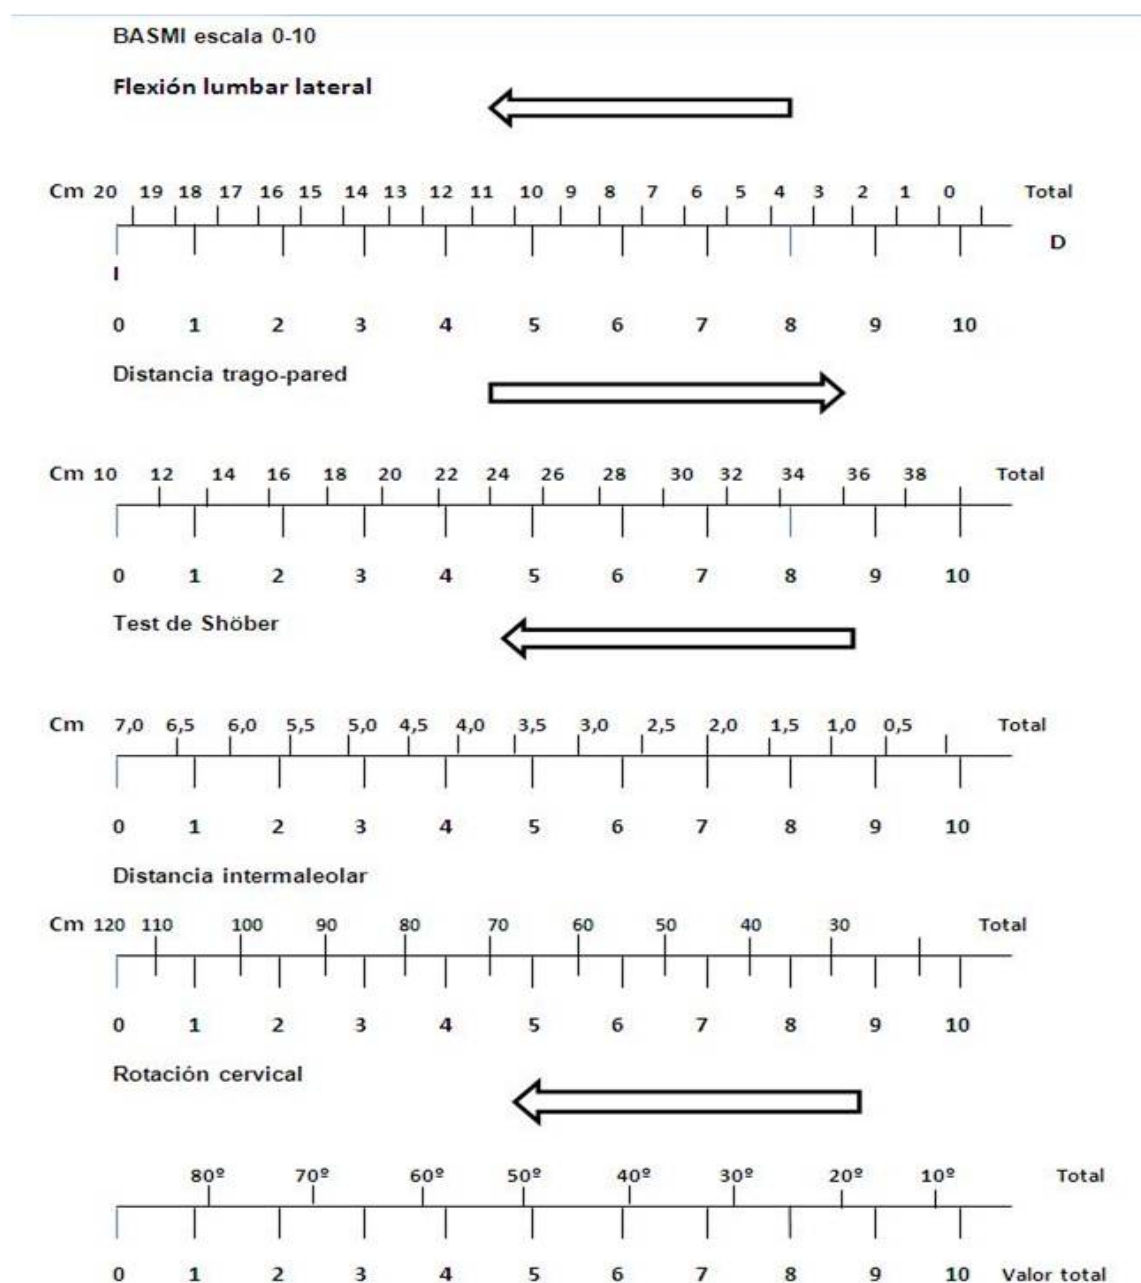 BASMI escala 0-10
Flexión lumbar lateral
Cm 20 19 18 17 16 15 14 13 12 11 10 9 8 7 6 5 4 3 2 1 0 Total
D
I
0 1 2 3 4 5 6 7 8 9 10
Distancia trago-pared
Cm 10 12 14 16 18 20 22 24 26 28 30 32 34 36 38 Total
0 1 2 3 4 5 6 7 8 9 10
Test de Shöber
Cm 7,0 6,5 6,0 5,5 5,0 4,5 4,0 3,5 3,0 2,5 2,0 1,5 1,0 0,5 Total
0 1 2 3 4 5 6 7 8 9 10
Distancia intermaleolar
Cm 120 110 100 90 80 70 60 50 40 30 Total
0 1 2 3 4 5 6 7 8 9 10
Rotación cervical
80º 70º 60º 50º 40º 30º 20º 10º Total
0 1 2 3 4 5 6 7 8 9 10 Valor total